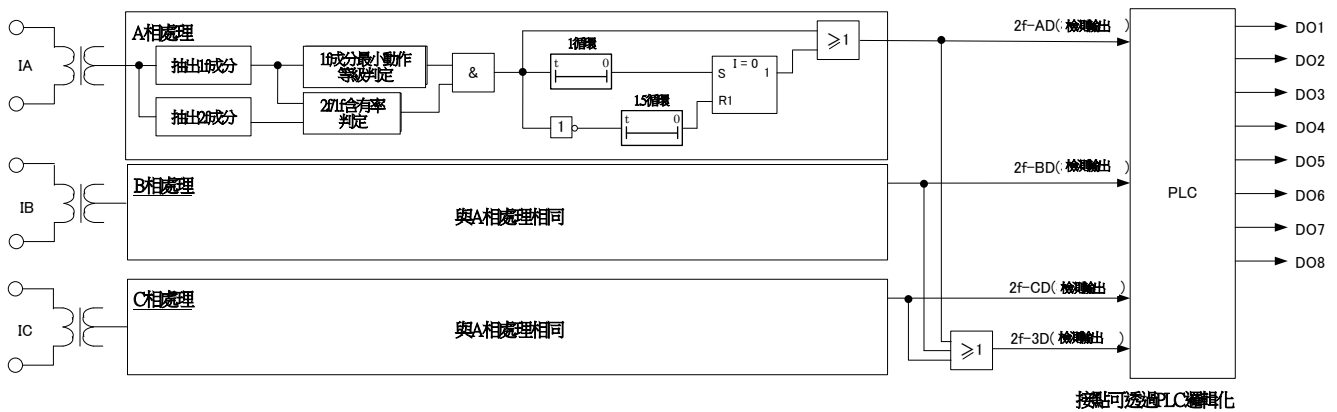 IA
A相處理
抽出1f成分
抽出2f成分
1f成分最小動作
等級判定
2f/1f含有率
判定
&
1循環
t 0
1
1.5循環
t 0
I = 0
S 1
R1
≥1
2f-AD( 檢測輸出 )
IB
B相處理
與A相處理相同
2f-BD( 檢測輸出 )
IC
C相處理
與A相處理相同
2f-CD( 檢測輸出 )
≥1
2f-3D( 檢測輸出 )
PLC
DO1
DO2
DO3
DO4
DO5
DO6
DO7
DO8
接點可透過PLC邏輯化